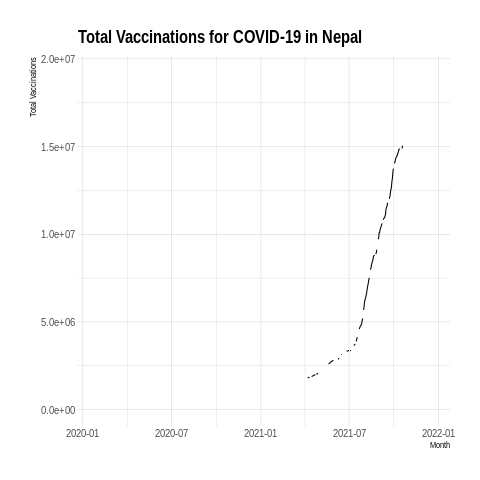 Total Vaccinations for COVID-19 in Nepal
Total Vaccinations
2.0e+07
1.5e+07
1.0e+07
5.0e+06
0.0e+00
2020-01 2020-07 2021-01 2021-07 2022-01
Month